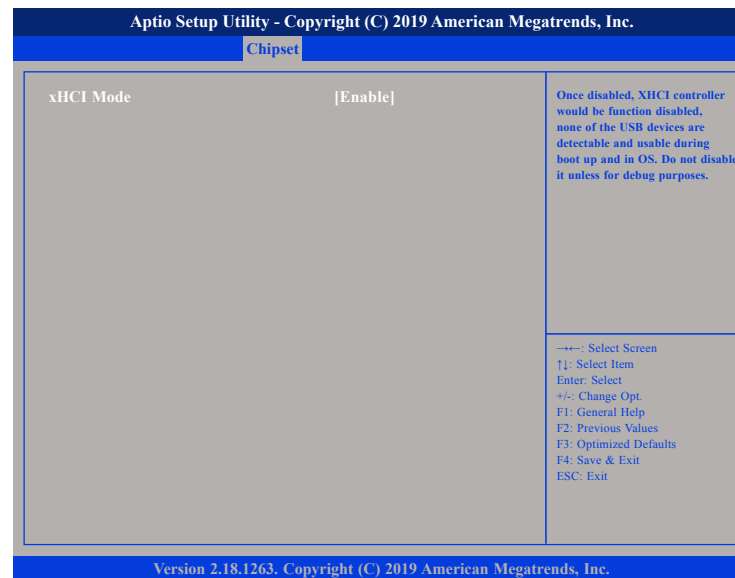 Aptio Setup Utility - Copyright (C) 2019 American Megatrends, Inc.
Chipset
xHCI Mode [Enable]
Once disabled, XHCI controller
would be function disabled,
none of the USB devices are
detectable and usable during
boot up and in OS. Do not disable
it unless for debug purposes.
→←: Select Screen
↑↓: Select Item
Enter: Select
+/-: Change Opt.
F1: General Help
F2: Previous Values
F3: Optimized Defaults
F4: Save & Exit
ESC: Exit
Version 2.18.1263. Copyright (C) 2019 American Megatrends, Inc.